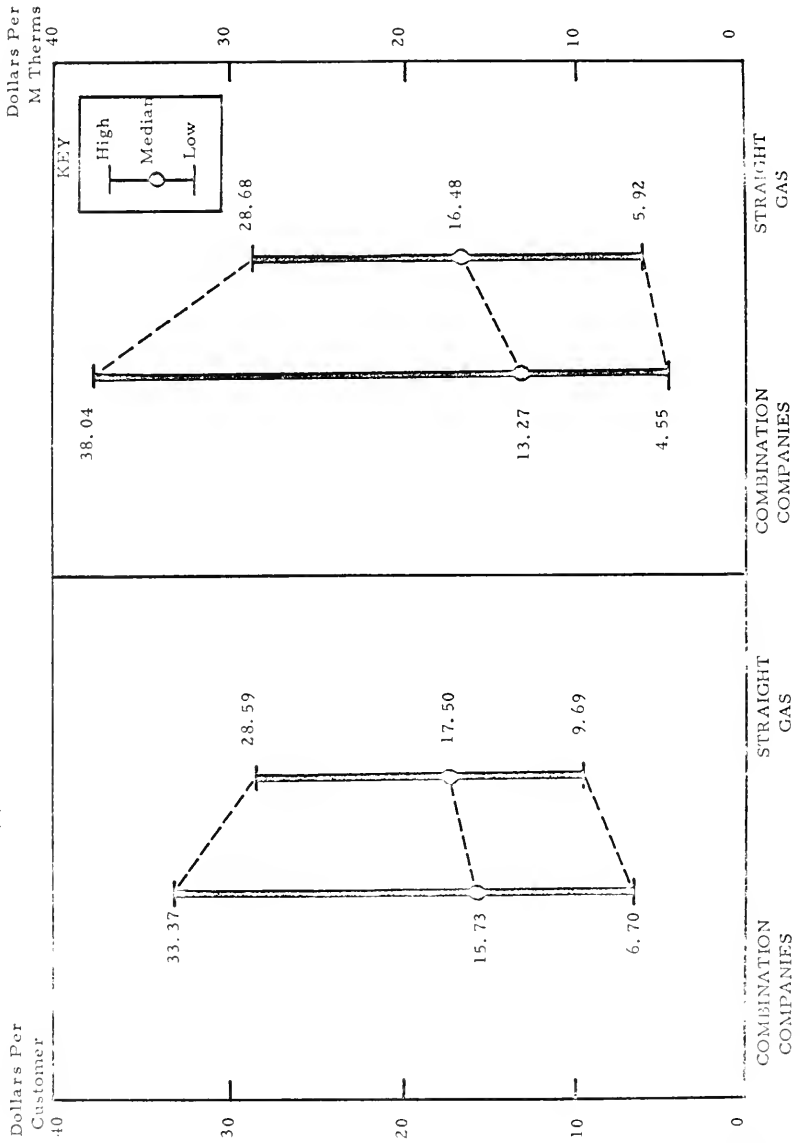 Dollars Per
Customer
40
30
20
10
0
33.37
15.73
6.70
28.59
17.50
9.69
COMBINATION
COMPANIES
STRAIGHT
GAS
Dollars Per
M Therms
40
30
20
10
0
KEY
High
Median
Low
38.04
13.27
4.55
28.68
16.48
5.92
COMBINATION
COMPANIES
STRAIGHT
GAS